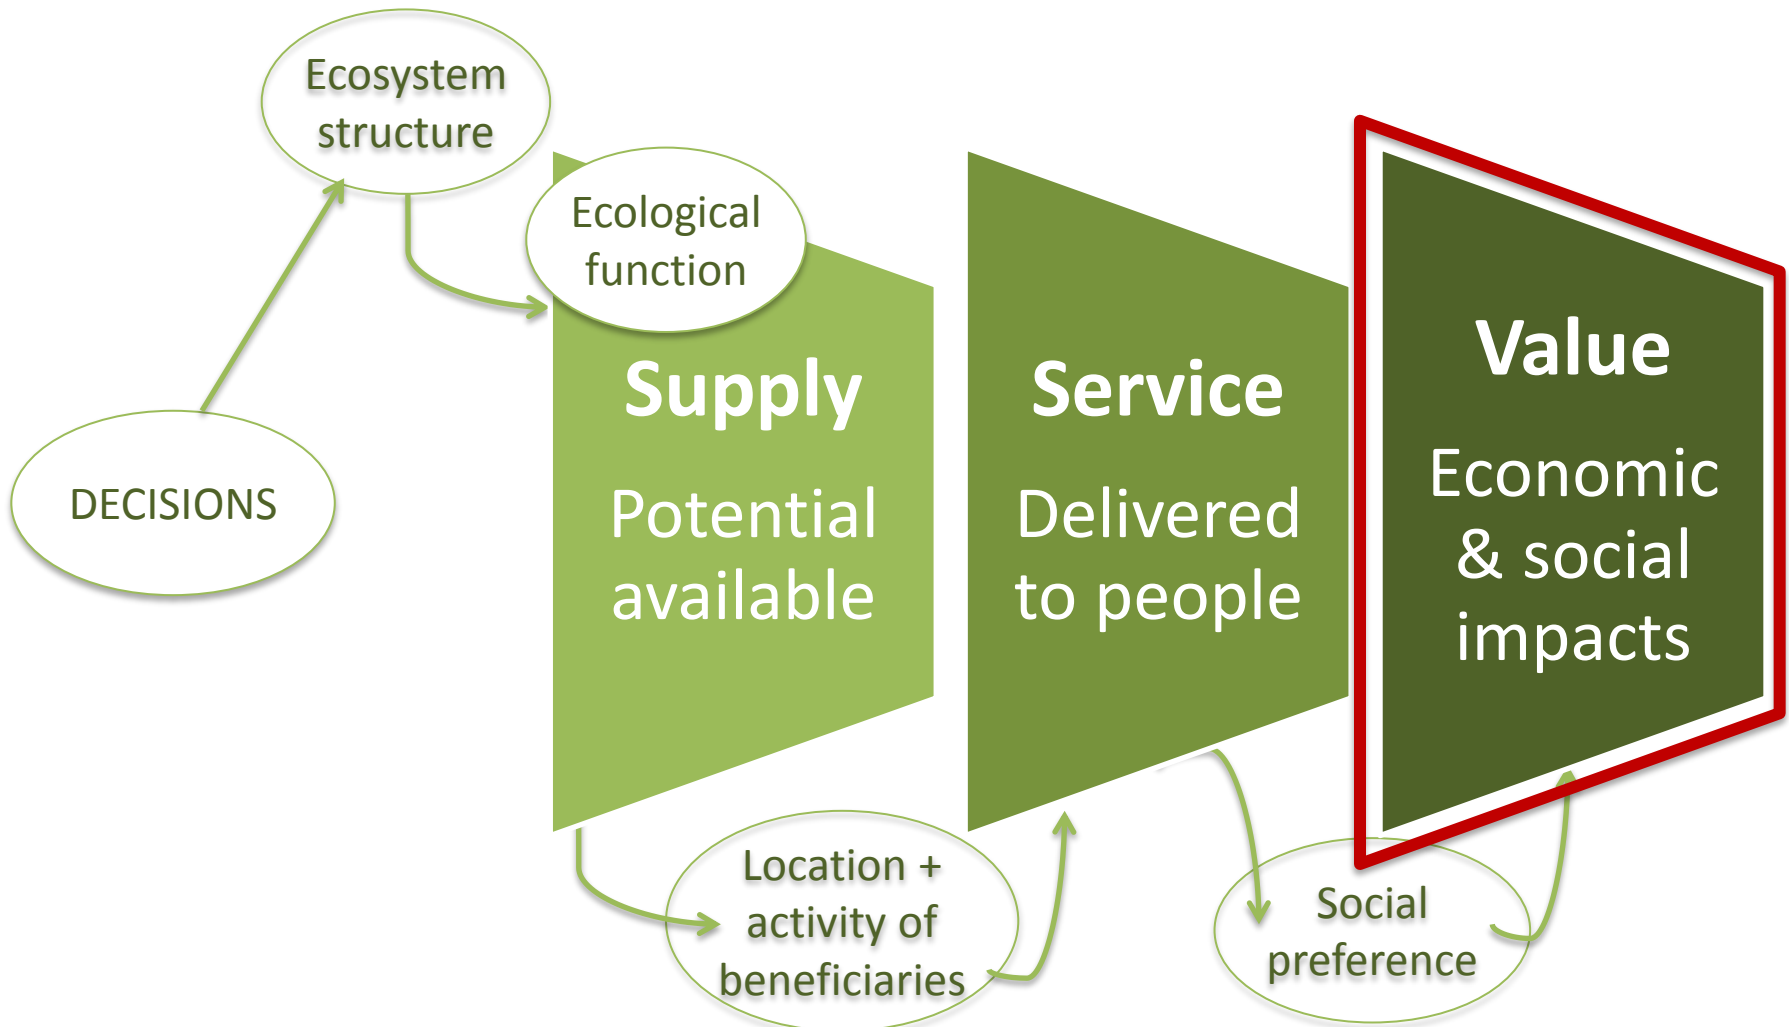 Ecosystem
structure
Ecological
function
DECISIONS
Supply
Potential
available
Service
Delivered
to people
Value
Economic
& social
impacts
Location +
activity of
beneficiaries
Social
preference